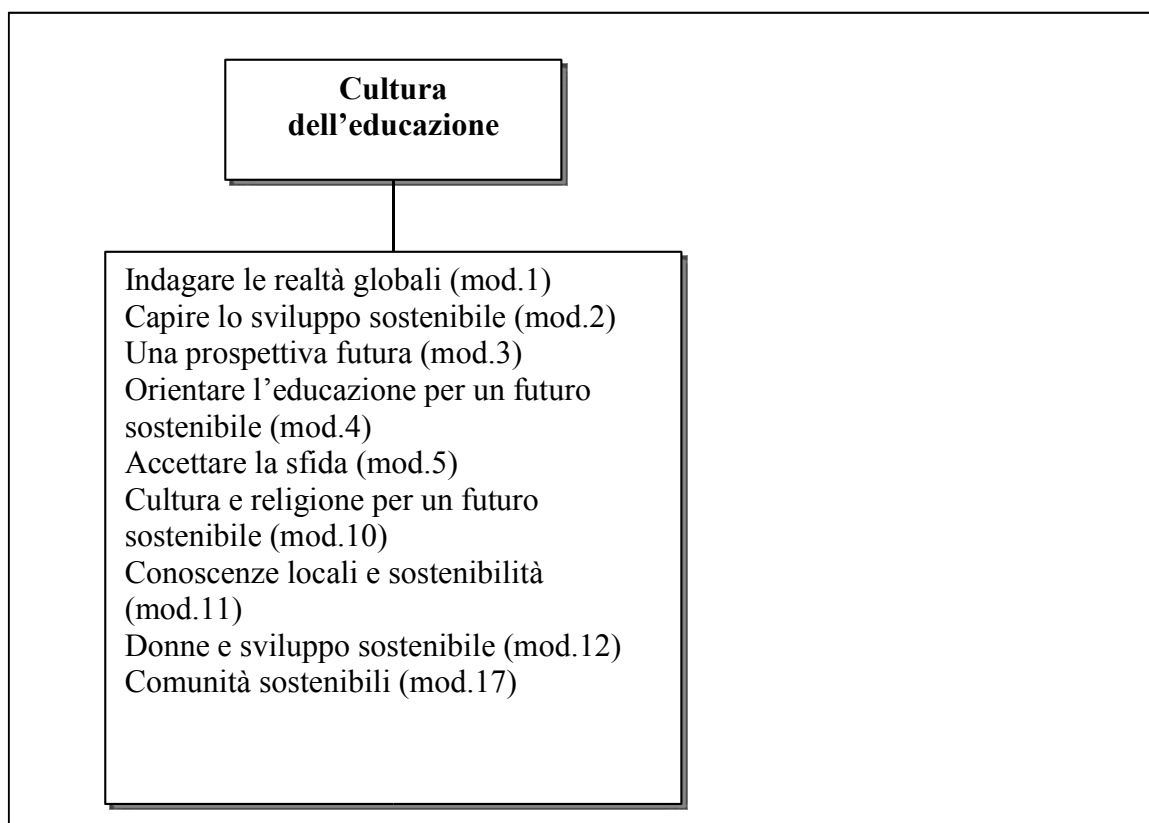 Cultura
dell’educazione
Indagare le realtà globali (mod.1)
Capire lo sviluppo sostenibile (mod.2)
Una prospettiva futura (mod.3)
Orientare l’educazione per un futuro
sostenibile (mod.4)
Accettare la sfida (mod.5)
Cultura e religione per un futuro
sostenibile (mod.10)
Conoscenze locali e sostenibilità
(mod.11)
Donne e sviluppo sostenibile (mod.12)
Comunità sostenibili (mod.17)